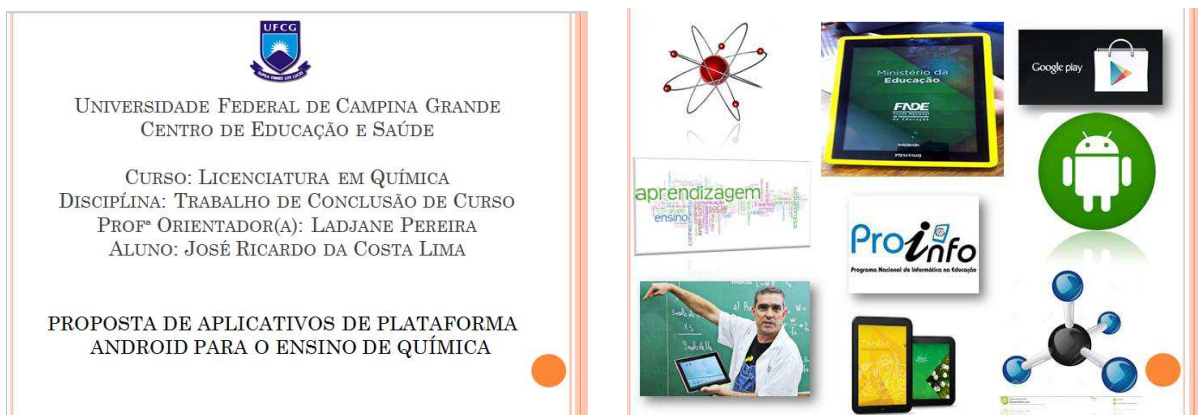 UFCG
UNIVERSIDADE FEDERAL DE CAMPINA GRANDE
CENTRO DE EDUCAÇÃO E SAÚDE
CURSO: LICENCIATURA EM QUÍMICA
DISCIPLÍNA: TRABALHO DE CONCLUSÃO DE CURSO
PROFª ORIENTADOR(A): LADJANE PEREIRA
ALUNO: JOSÉ RICARDO DA COSTA LIMA
PROPOSTA DE APLICATIVOS DE PLATAFORMA
ANDROID PARA O ENSINO DE QUÍMICA
Ministério da
Educação
FNDE
POSITIVO
Google play
aprendizagem
ensino
Proinfo
Programa Nacional de Informática na Educação